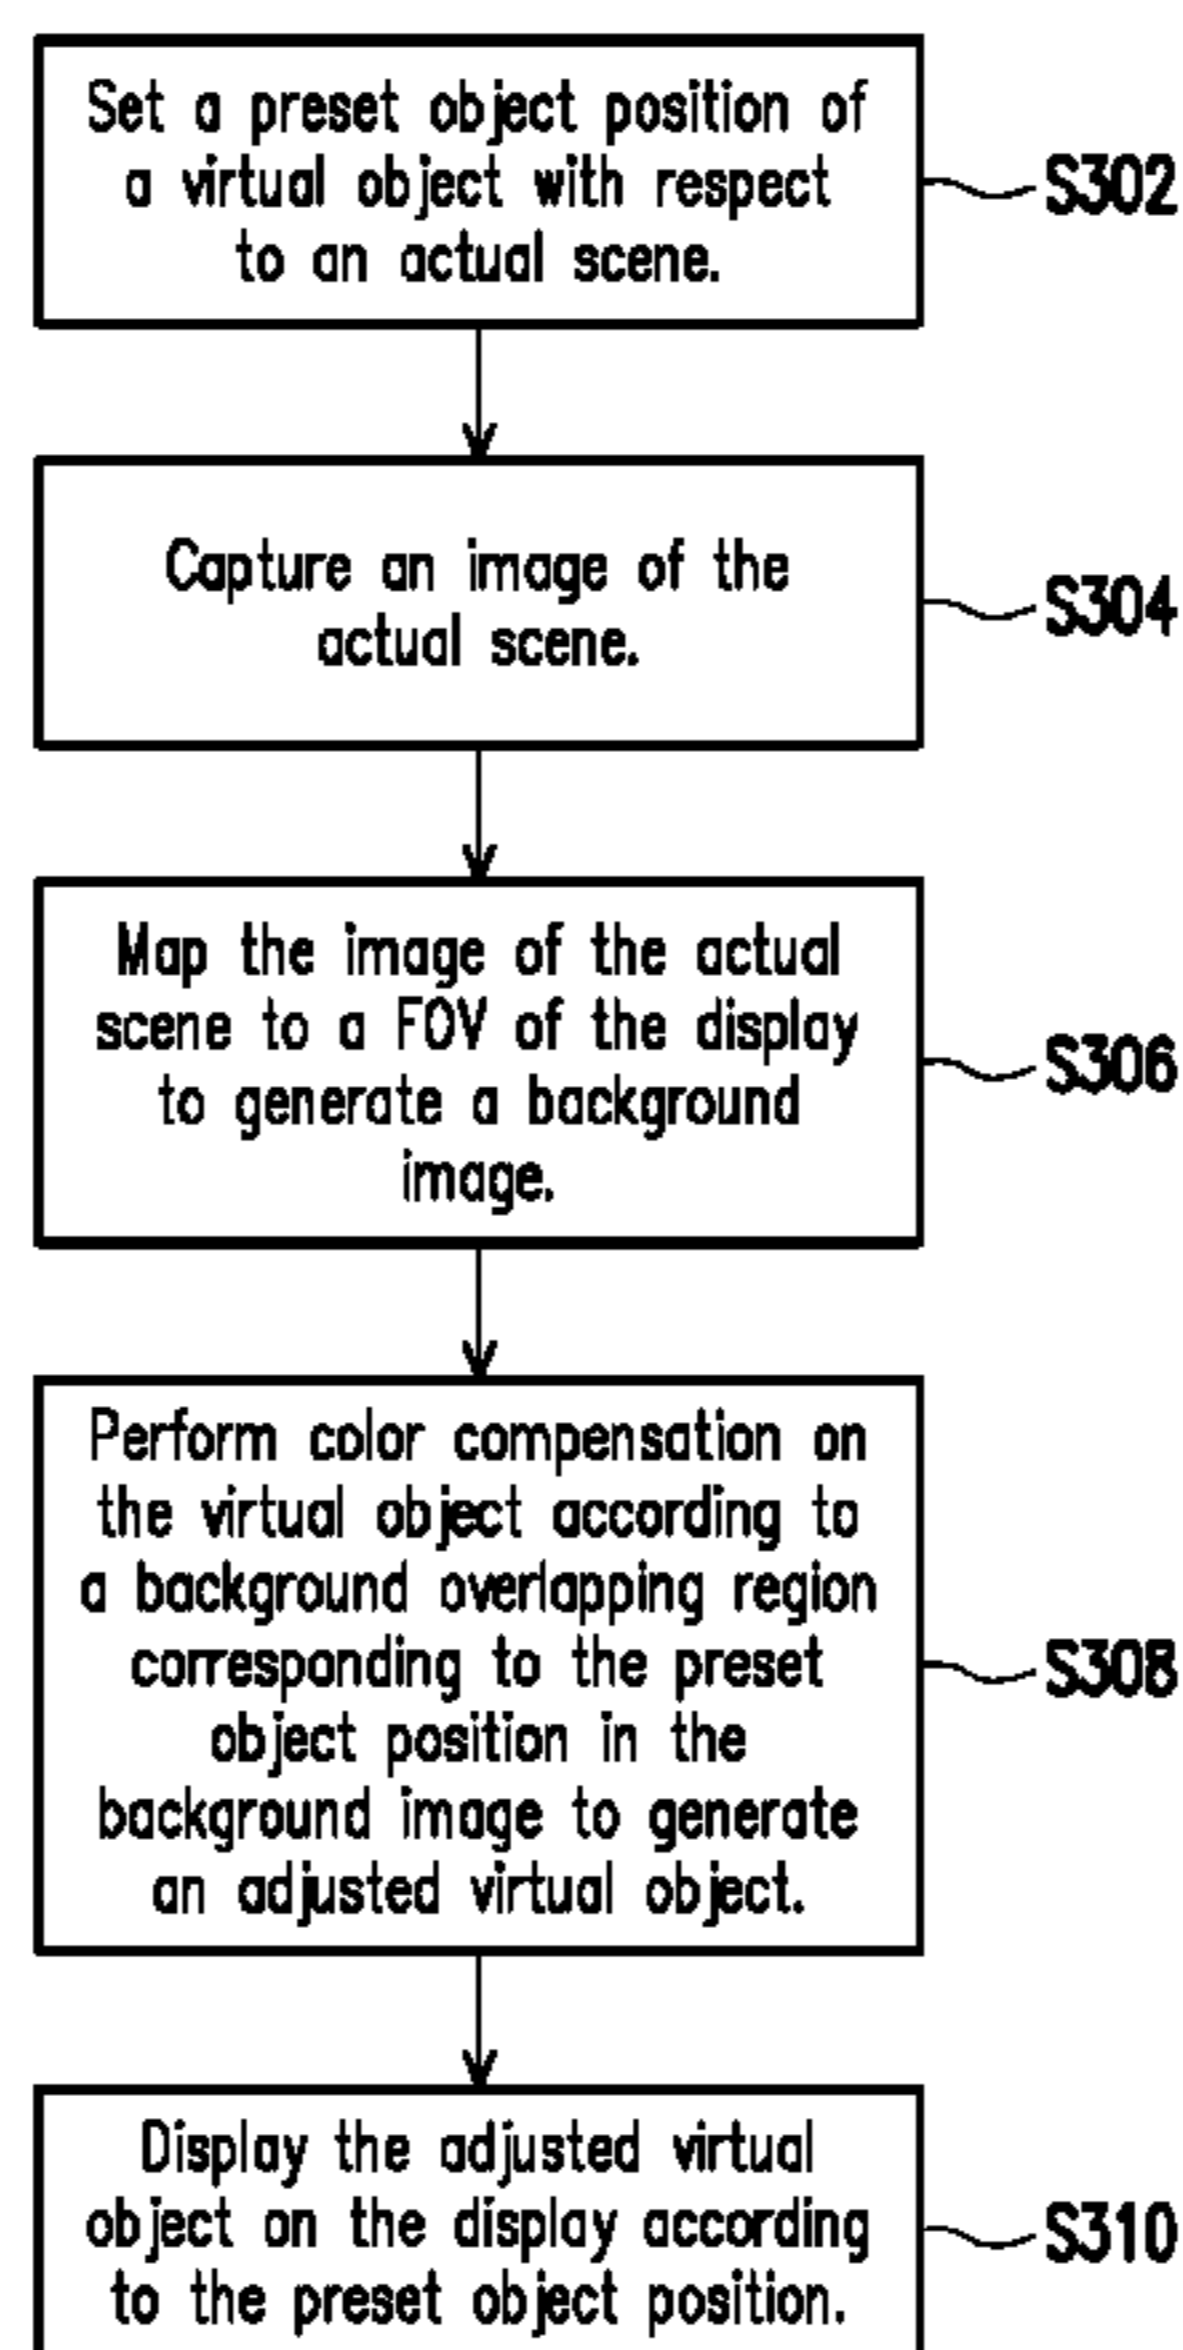 Set a preset object position of
a virtual object with respect
to an actual scene.
S302
Capture an image of the
actual scene.
S304
Map the image of the actual
scene to a FOV of the display
to generate a background
image.
S306
Perform color compensation on
the virtual object according to
a background overlapping region
corresponding to the preset
object position in the
background image to generate
an adjusted virtual object.
S308
Display the adjusted virtual
object on the display according
to the preset object position.
S310